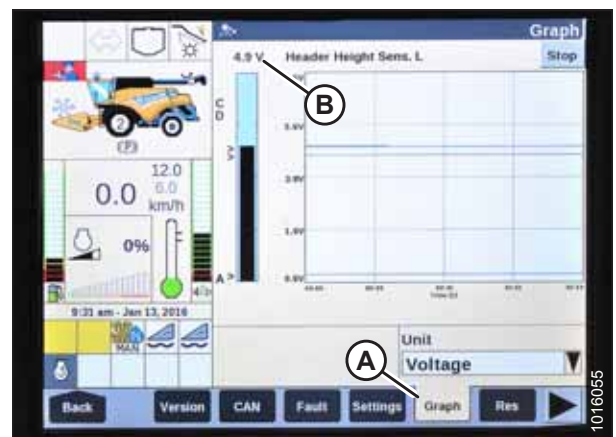 Graph
4.9 V Header Height Sens. L Stop
B
C
D
2
(P)
12.0
0.0 6.0
km/h
0%
A
9:31 am - Jan 13, 2016
MAN
Unit
Voltage
A
Back Version CAN Fault Settings Graph Res
1016055